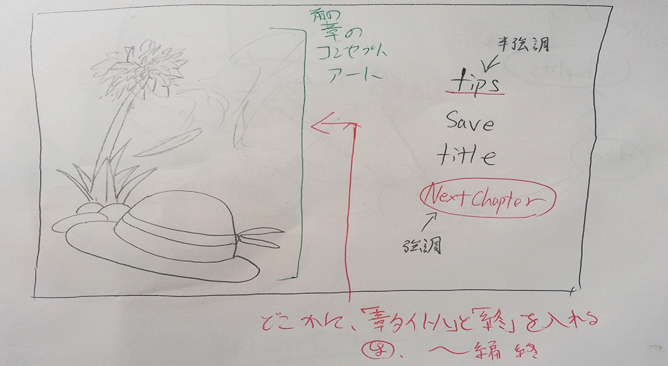 前の
章の
コンセプト
アート
半強調
tips
Save
title
Next Chapter
強調
どこかに、「章タイトル」と「終」を入れる
～編 終